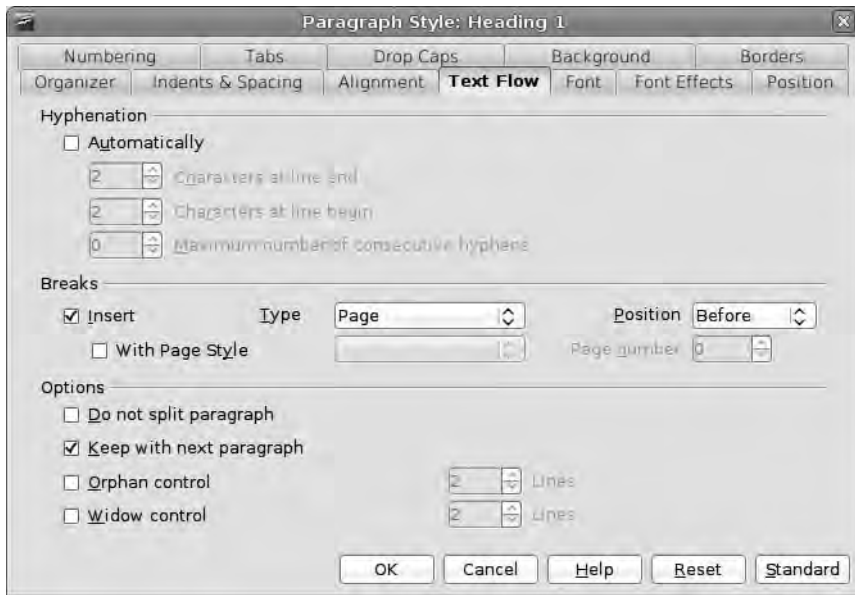 Paragraph Style: Heading 1
Numbering Tabs Drop Caps Background Borders
Organizer Indents & Spacing Alignment Text Flow Font Font Effects Position
Hyphenation
Automatically
2 Characters at line end
2 Characters at line begin
0 Maximum number of consecutive hyphens
Breaks
Insert Type Page Position Before
With Page Style Page number 0
Options
Do not split paragraph
Keep with next paragraph
Orphan control 2 Lines
Widow control 2 Lines
OK Cancel Help Reset Standard